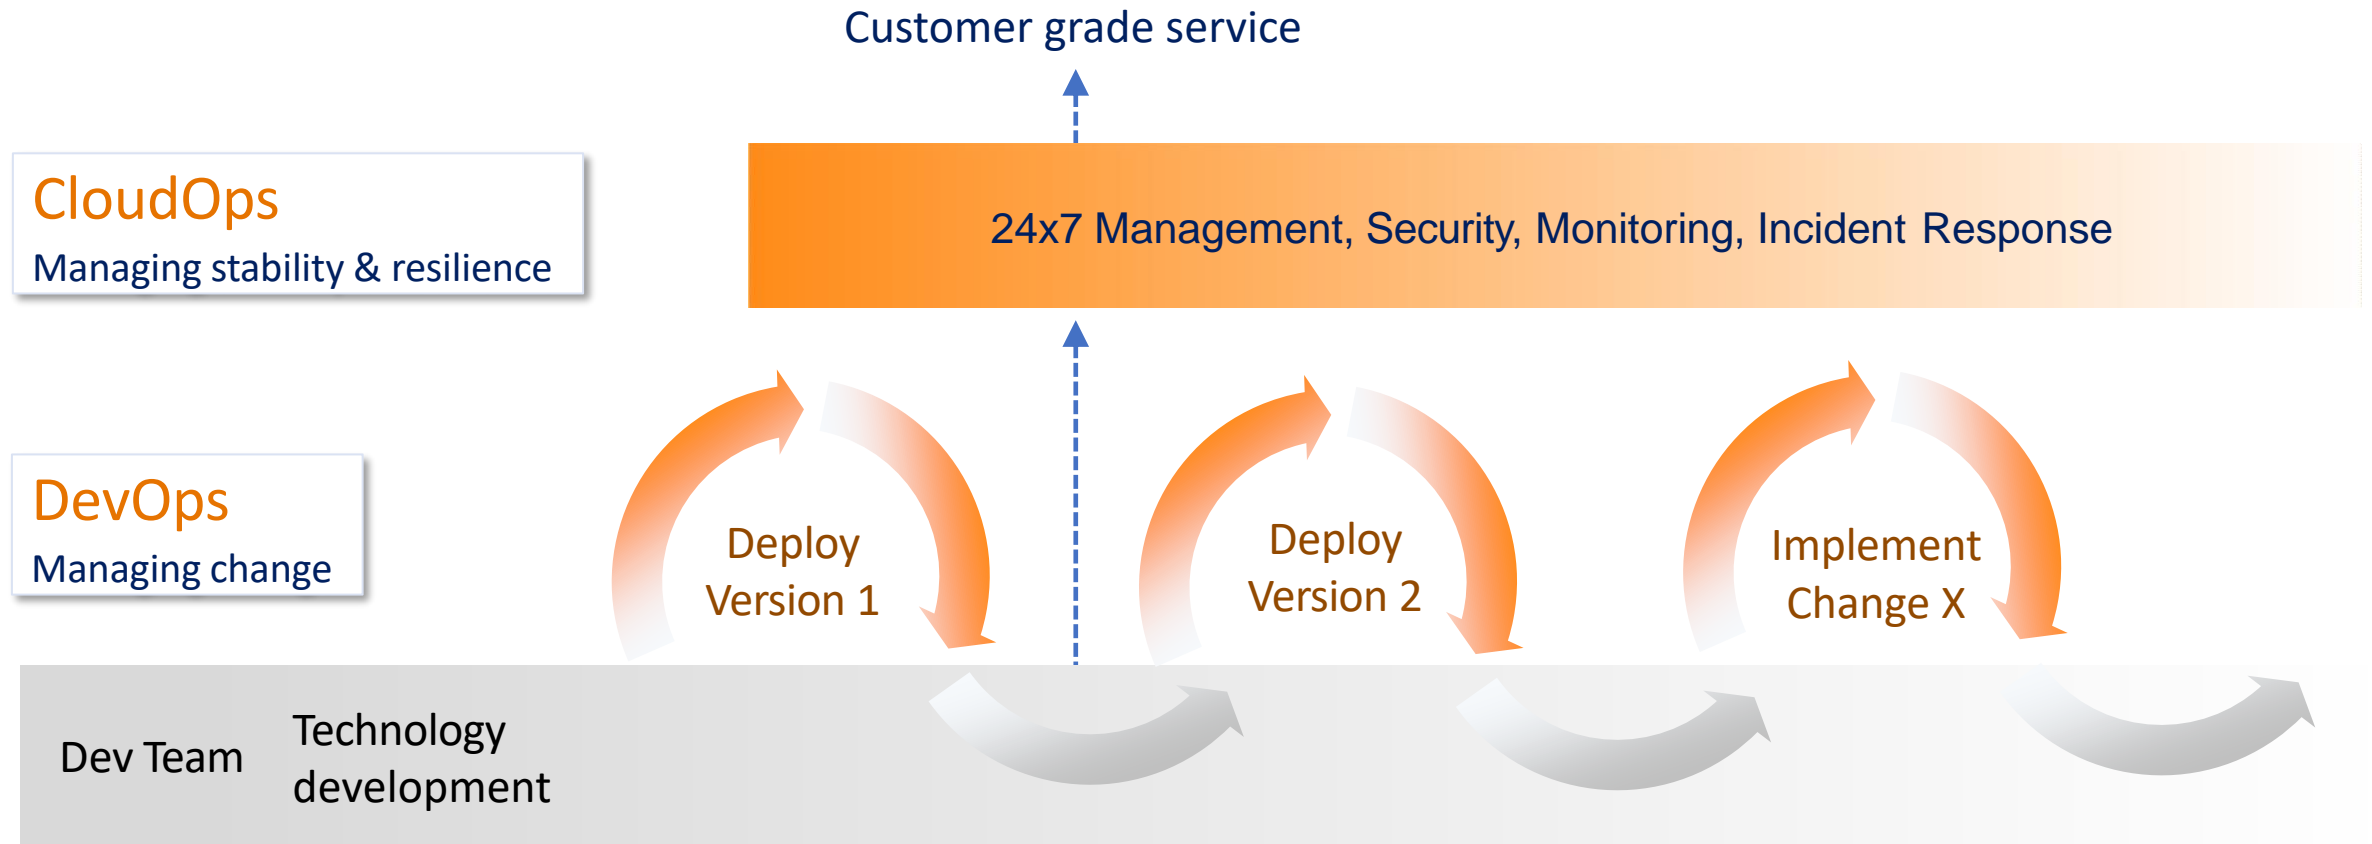 Customer grade service
CloudOps
Managing stability & resilience
24x7 Management, Security, Monitoring, Incident Response
DevOps
Managing change
Deploy
Version 1
Deploy
Version 2
Implement
Change X
Dev Team
Technology
development